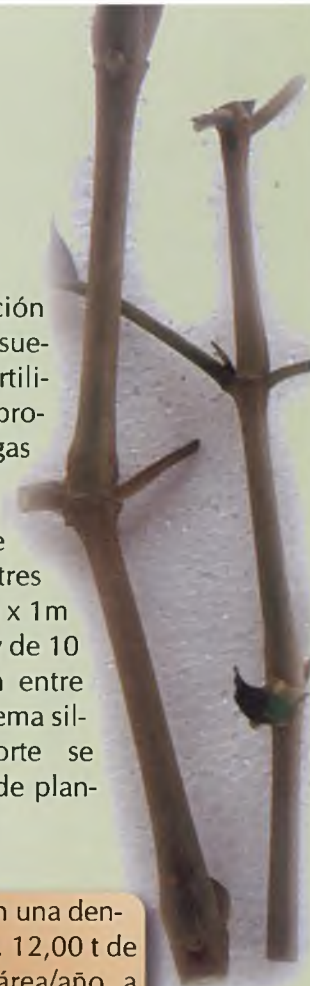 ción
sue-
rtili-
pro-
gas
e
tres
x 1m
y de 10
n entre
ema sil-
orte se
de plan-
n una den-
. 12,00 t de
área/año, a